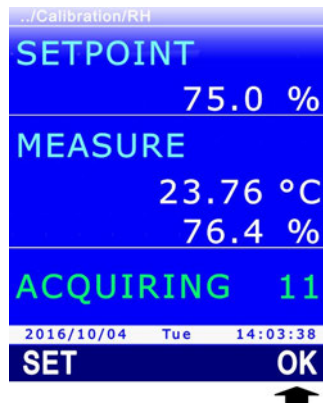 ../Calibration/RH
SETPOINT
75.0 %
MEASURE
23.76 °C
76.4 %
ACQUIRING 11
2016/10/04 Tue 14:03:38
SET OK